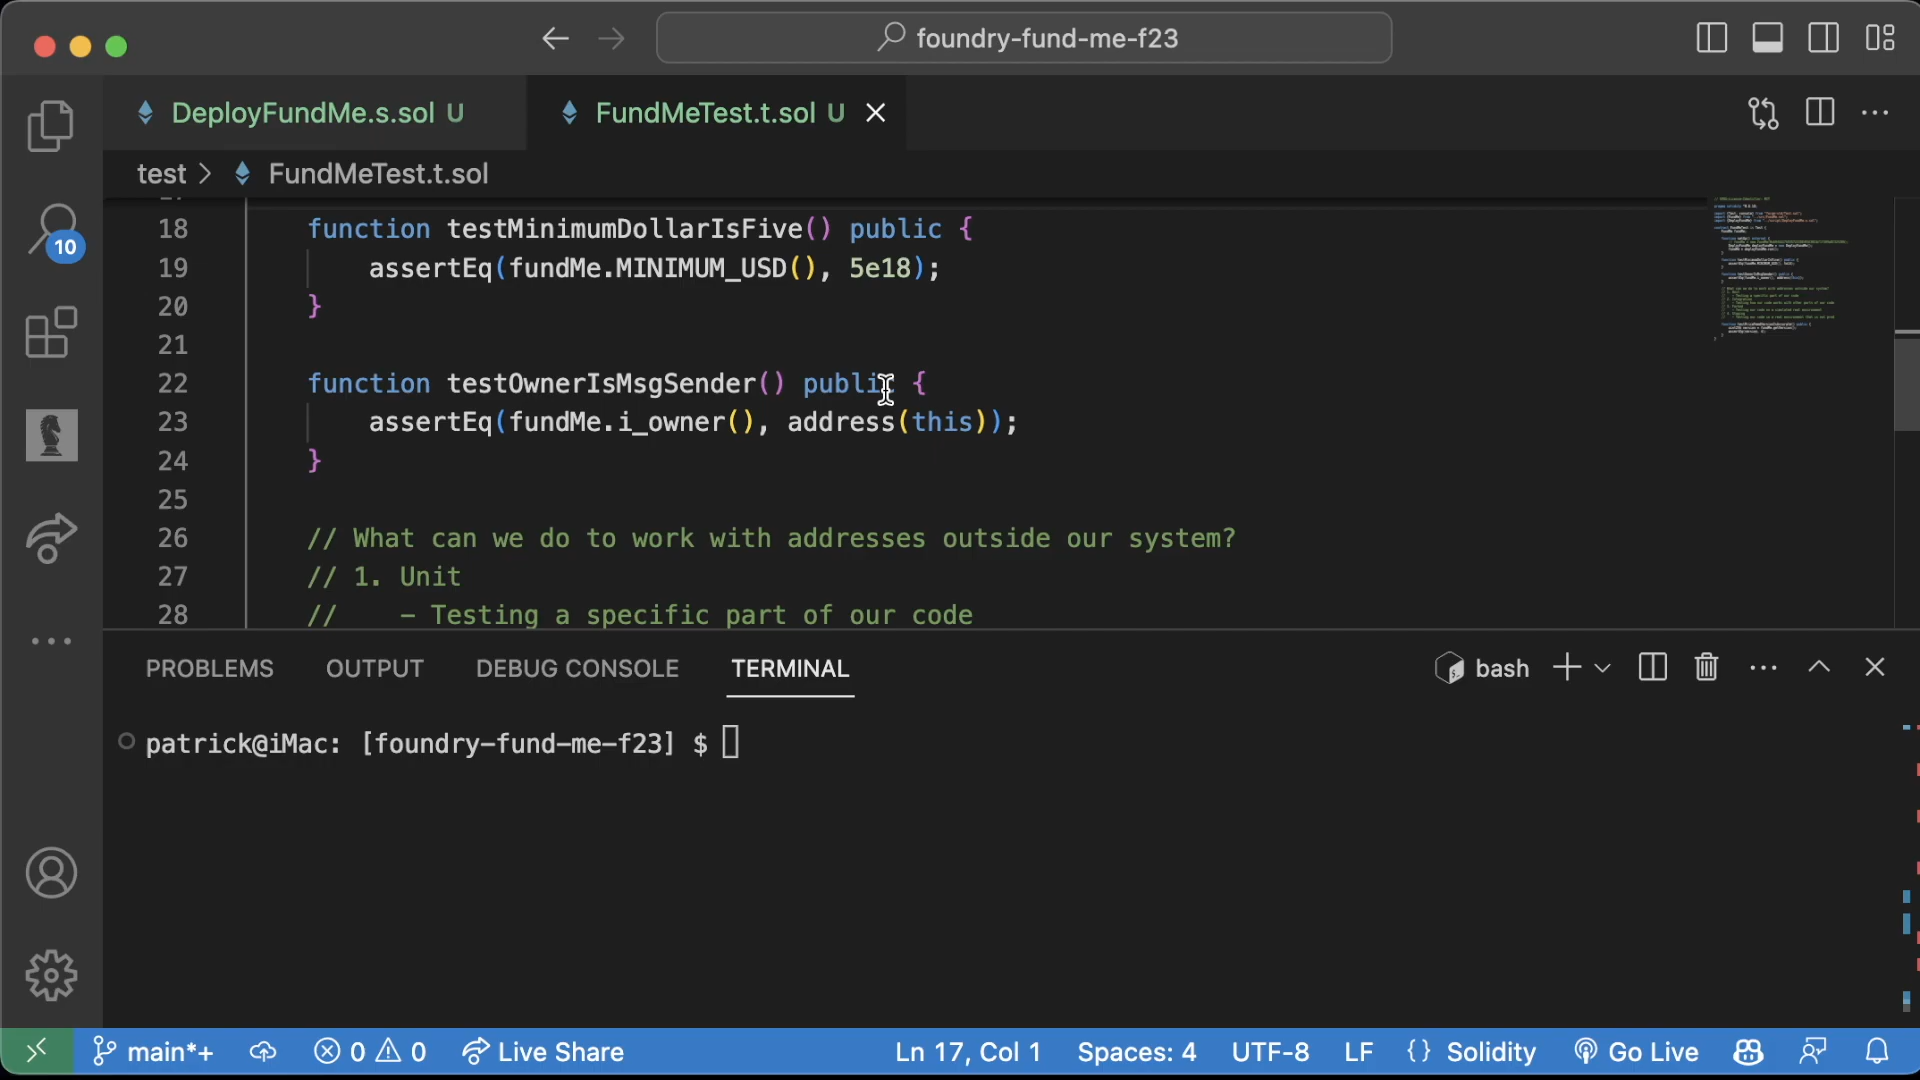 foundry-fund-me-f23
DeployFundMe.s.sol U
FundMeTest.t.sol U
test > FundMeTest.t.sol
18 function testMinimumDollarIsFive() public {
19 assertEq(fundMe.MINIMUM_USD(), 5e18);
20 }
21
22 function testOwnerIsMsgSender() public {
23 assertEq(fundMe.i_owner(), address(this));
24 }
25
26 // What can we do to work with addresses outside our system?
27 // 1. Unit
28 // - Testing a specific part of our code
10
PROBLEMS OUTPUT DEBUG CONSOLE TERMINAL bash
patrick@iMac: [foundry-fund-me-f23] $
main*+ 0 0 Live Share Ln 17, Col 1 Spaces: 4 UTF-8 LF {} Solidity Go Live